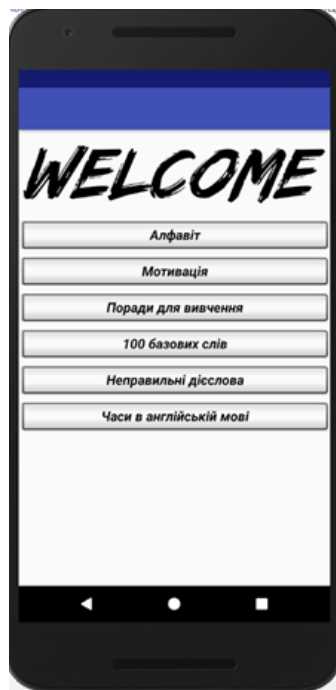 WELCOME
Алфавіт
Мотивація
Поради для вивчення
100 базових слів
Неправильні дієслова
Часи в англійській мові